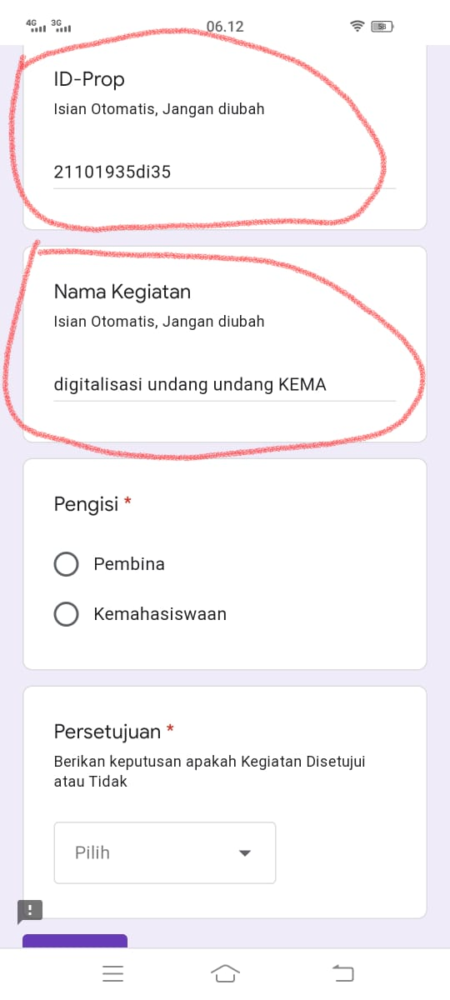 4G 3G 06.12 58
ID-Prop
Isian Otomatis, Jangan diubah
21101935di35
Nama Kegiatan
Isian Otomatis, Jangan diubah
digitalisasi undang undang KEMA
Pengisi *
Pembina
Kemahasiswaan
Persetujuan *
Berikan keputusan apakah Kegiatan Disetujui
atau Tidak
Pilih
!